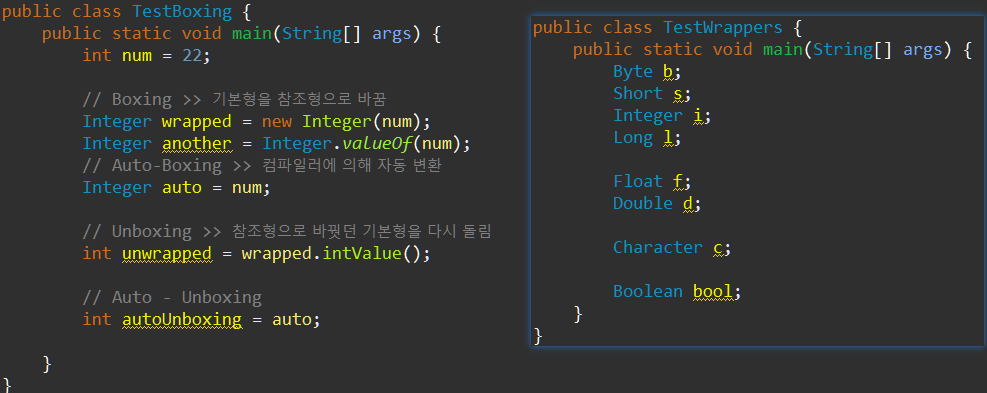 public class TestBoxing {
public static void main(String[] args) {
int num = 22;
// Boxing >> 기본형을 참조형으로 바꿈
Integer wrapped = new Integer(num);
Integer another = Integer.valueOf(num);
// Auto-Boxing >> 컴파일러에 의해 자동 변환
Integer auto = num;
// Unboxing >> 참조형으로 바꿧던 기본형을 다시 돌림
int unwrapped = wrapped.intValue();
// Auto - Unboxing
int autoUnboxing = auto;
}
}
public class TestWrappers {
public static void main(String[] args) {
Byte b;
Short s;
Integer i;
Long l;
Float f;
Double d;
Character c;
Boolean bool;
}
}